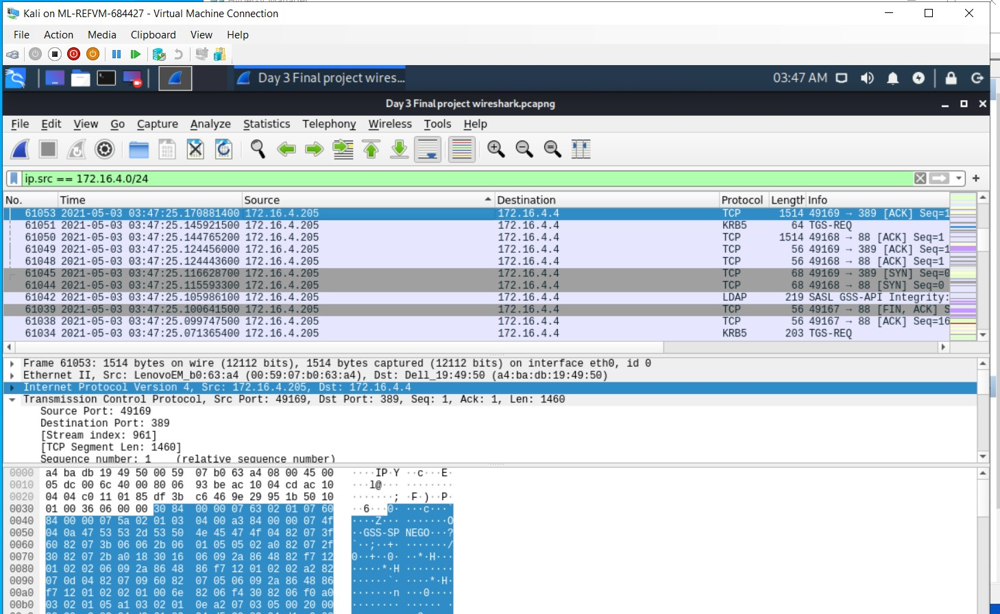 Kali on ML-REFVM-684427 - Virtual Machine Connection
File Action Media Clipboard View Help
Day 3 Final project wires... 03:47 AM
Day 3 Final project wireshark.pcapng
File Edit View Go Capture Analyze Statistics Telephony Wireless Tools Help
ip.src == 172.16.4.0/24
No. Time Source Destination Protocol Length Info
61053 2021-05-03 03:47:25.170881400 172.16.4.205 172.16.4.4 TCP 1514 49169 → 389 [ACK] Seq=1
61051 2021-05-03 03:47:25.145921500 172.16.4.205 172.16.4.4 KRB5 64 TGS-REQ
61050 2021-05-03 03:47:25.144765200 172.16.4.205 172.16.4.4 TCP 1514 49168 → 88 [ACK] Seq=1
61049 2021-05-03 03:47:25.124456000 172.16.4.205 172.16.4.4 TCP 56 49169 → 389 [ACK] Seq=1
61048 2021-05-03 03:47:25.124443600 172.16.4.205 172.16.4.4 TCP 56 49168 → 88 [ACK] Seq=1
61045 2021-05-03 03:47:25.116628700 172.16.4.205 172.16.4.4 TCP 68 49169 → 389 [SYN] Seq=0
61044 2021-05-03 03:47:25.115593300 172.16.4.205 172.16.4.4 TCP 68 49168 → 88 [SYN] Seq=0
61042 2021-05-03 03:47:25.105986100 172.16.4.205 172.16.4.4 LDAP 219 SASL GSS-API Integrity:
61039 2021-05-03 03:47:25.100641500 172.16.4.205 172.16.4.4 TCP 56 49167 → 88 [FIN, ACK] S
61038 2021-05-03 03:47:25.099747500 172.16.4.205 172.16.4.4 TCP 56 49167 → 88 [ACK] Seq=16
61034 2021-05-03 03:47:25.071365400 172.16.4.205 172.16.4.4 KRB5 203 TGS-REQ
Frame 61053: 1514 bytes on wire (12112 bits), 1514 bytes captured (12112 bits) on interface eth0, id 0
Ethernet II, Src: LenovoEM_b0:63:a4 (00:59:07:b0:63:a4), Dst: Dell_19:49:50 (a4:ba:db:19:49:50)
Internet Protocol Version 4, Src: 172.16.4.205, Dst: 172.16.4.4
Transmission Control Protocol, Src Port: 49169, Dst Port: 389, Seq: 1, Ack: 1, Len: 1460
Source Port: 49169
Destination Port: 389
[Stream index: 961]
[TCP Segment Len: 1460]
Sequence number: 1 (relative sequence number)
0000 a4 ba db 19 49 50 00 59 07 b0 63 a4 08 00 45 00 ····IP·Y ··c···E·
0010 05 dc 00 6c 40 00 80 06 93 be ac 10 04 cd ac 10 ···l@··· ········
0020 04 04 c0 11 01 85 df 3b c6 46 9e 29 95 1b 50 10 ·······; ·F·)··P·
0030 01 00 36 06 00 00 30 84 00 00 07 63 02 01 07 60 ··6···0· ···c···`
0040 84 00 00 07 5a 02 01 03 04 00 a3 84 00 00 07 4f ····Z··· ·······O
0050 04 0a 47 53 53 2d 53 50 4e 45 47 4f 04 82 07 3f ··GSS-SP NEGO···?
0060 60 82 07 3b 06 06 2b 06 01 05 05 02 a0 82 07 2f `··;··+· ·······/
0070 30 82 07 2b a0 18 30 16 06 09 2a 86 48 82 f7 12 0··+··0· ··*·H···
0080 01 02 02 06 09 2a 86 48 86 f7 12 01 02 02 a2 82 ·····*·H ········
0090 07 0d 04 82 07 09 60 82 07 05 06 09 2a 86 48 86 ······`· ····*·H·
00a0 f7 12 01 02 02 01 00 6e 82 06 f4 30 82 06 f0 a0 ·······n ···0····
00b0 03 02 01 05 a1 03 02 01 0e a2 07 03 05 00 20 00 ········ ······ ·